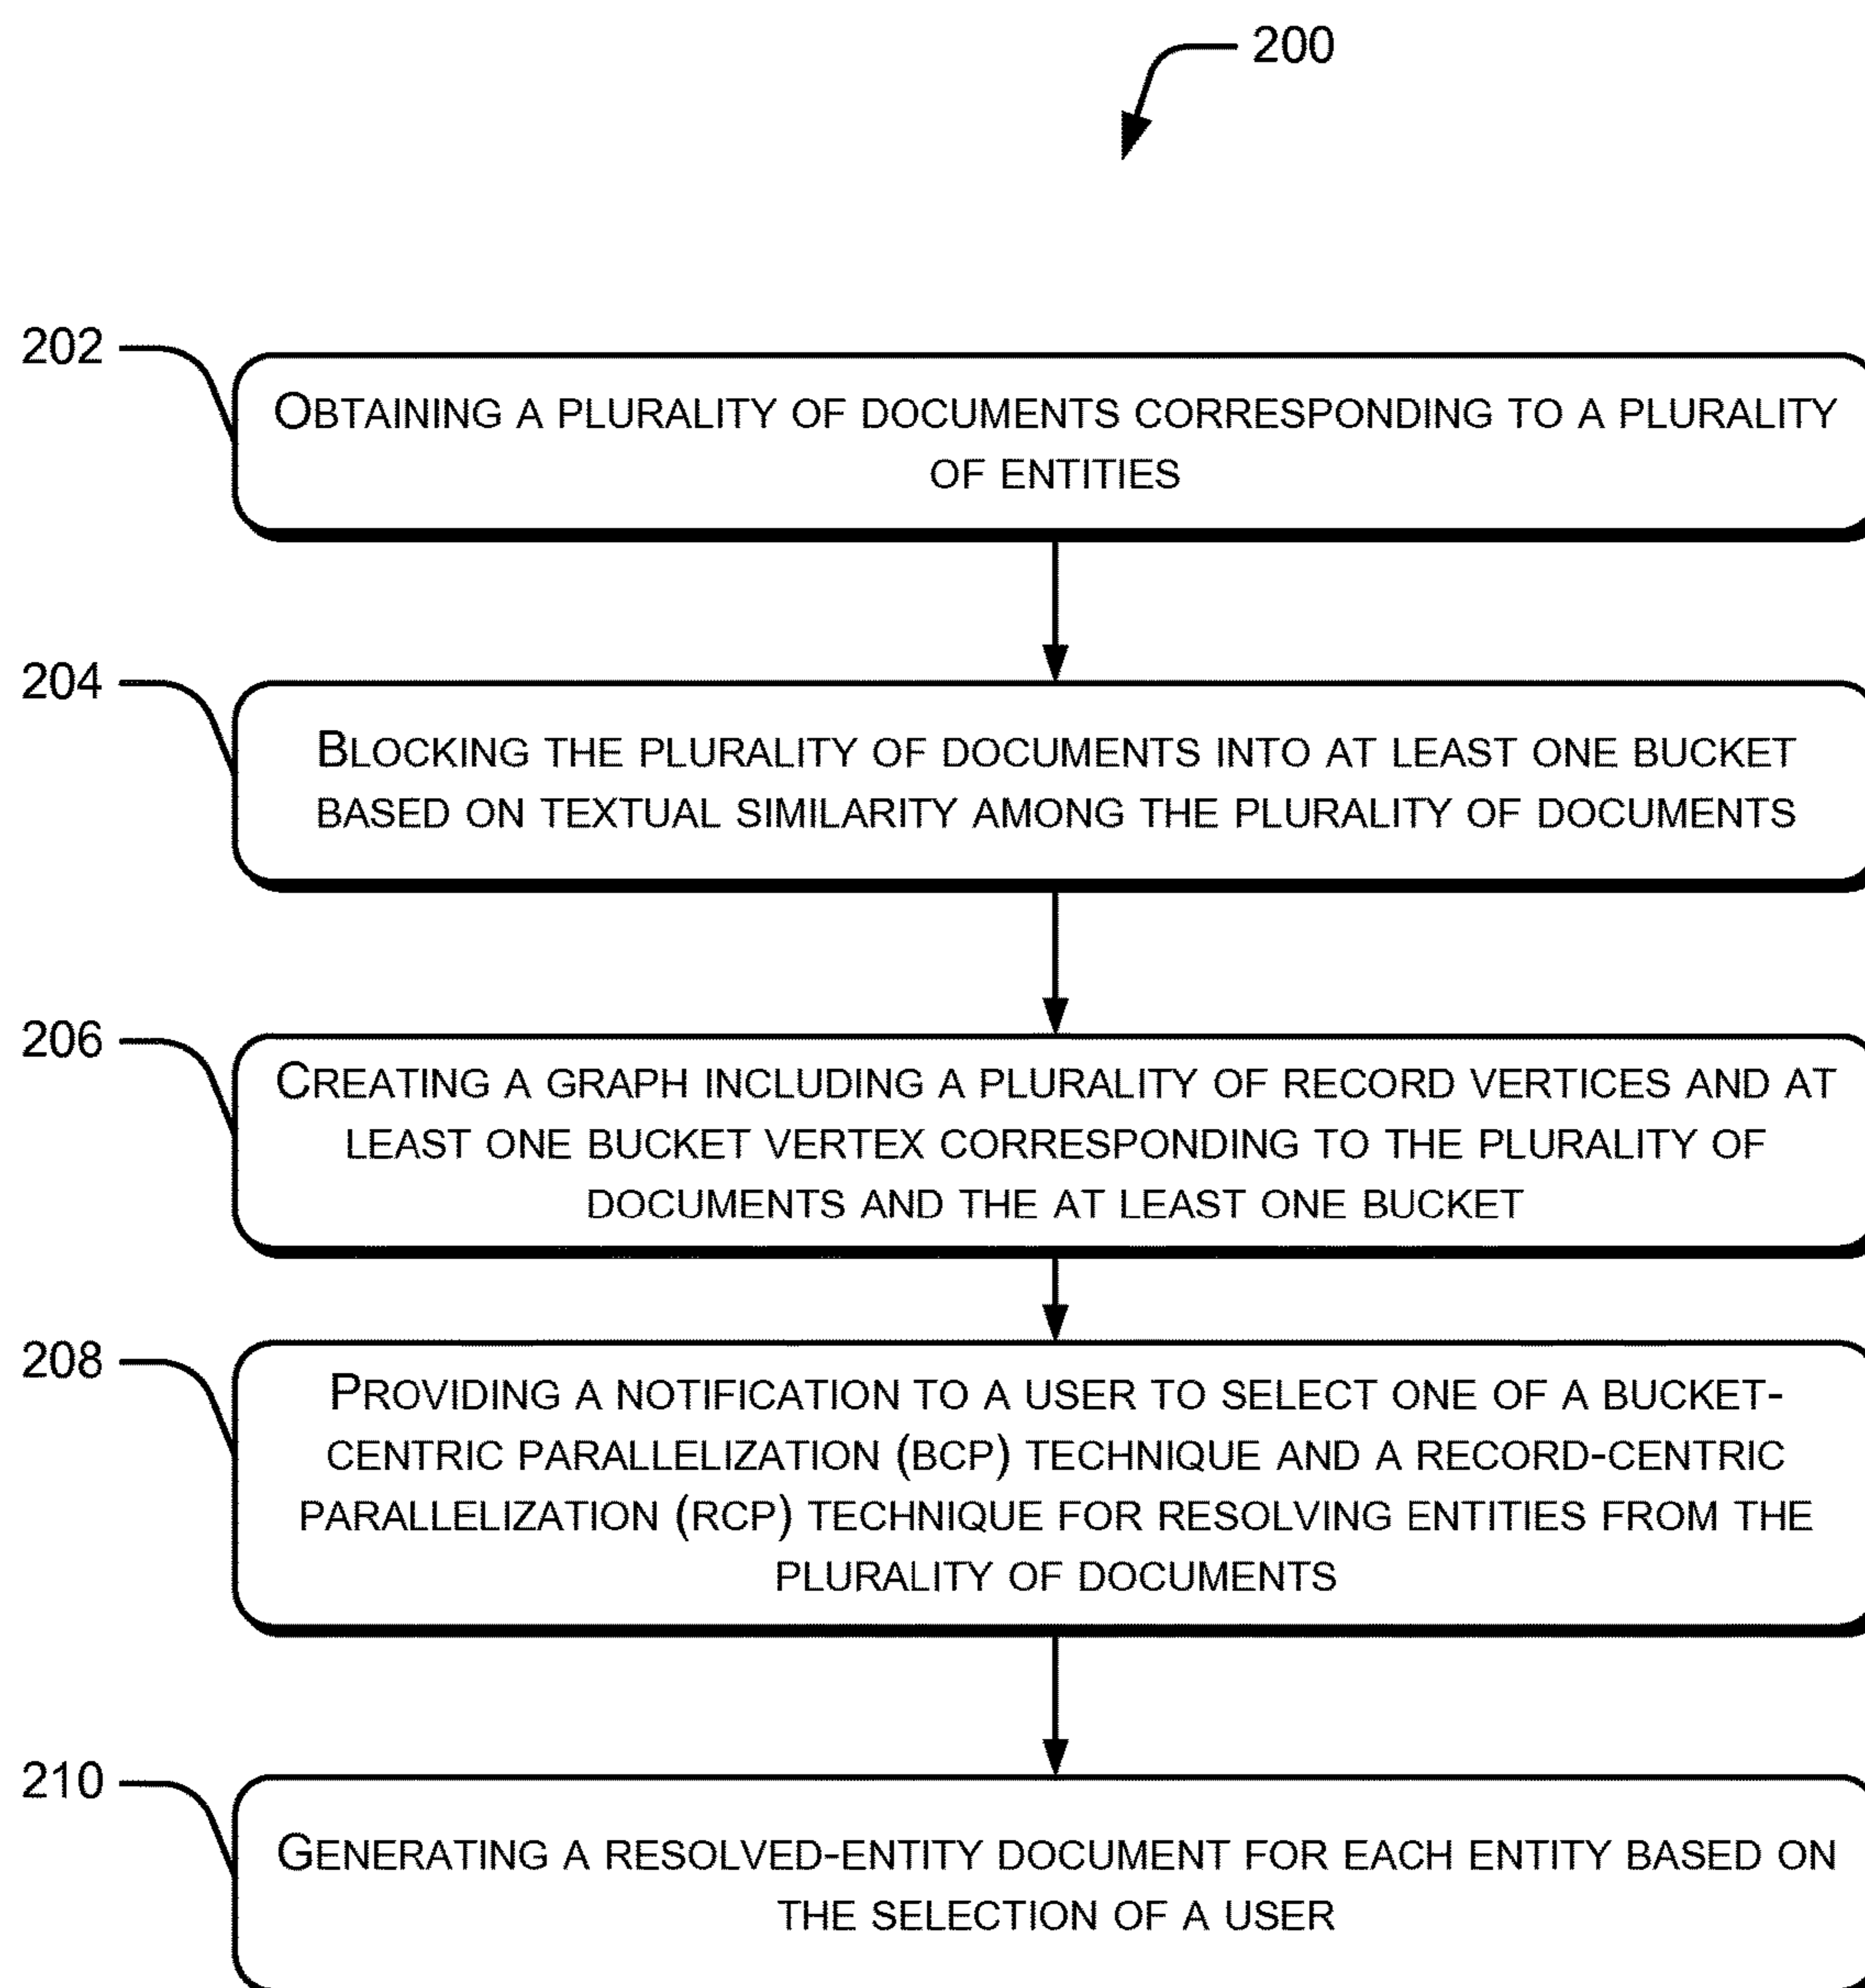 200
202
OBTAINING A PLURALITY OF DOCUMENTS CORRESPONDING TO A PLURALITY
OF ENTITIES
204
BLOCKING THE PLURALITY OF DOCUMENTS INTO AT LEAST ONE BUCKET
BASED ON TEXTUAL SIMILARITY AMONG THE PLURALITY OF DOCUMENTS
206
CREATING A GRAPH INCLUDING A PLURALITY OF RECORD VERTICES AND AT
LEAST ONE BUCKET VERTEX CORRESPONDING TO THE PLURALITY OF
DOCUMENTS AND THE AT LEAST ONE BUCKET
208
PROVIDING A NOTIFICATION TO A USER TO SELECT ONE OF A BUCKET-
CENTRIC PARALLELIZATION (BCP) TECHNIQUE AND A RECORD-CENTRIC
PARALLELIZATION (RCP) TECHNIQUE FOR RESOLVING ENTITIES FROM THE
PLURALITY OF DOCUMENTS
210
GENERATING A RESOLVED-ENTITY DOCUMENT FOR EACH ENTITY BASED ON
THE SELECTION OF A USER